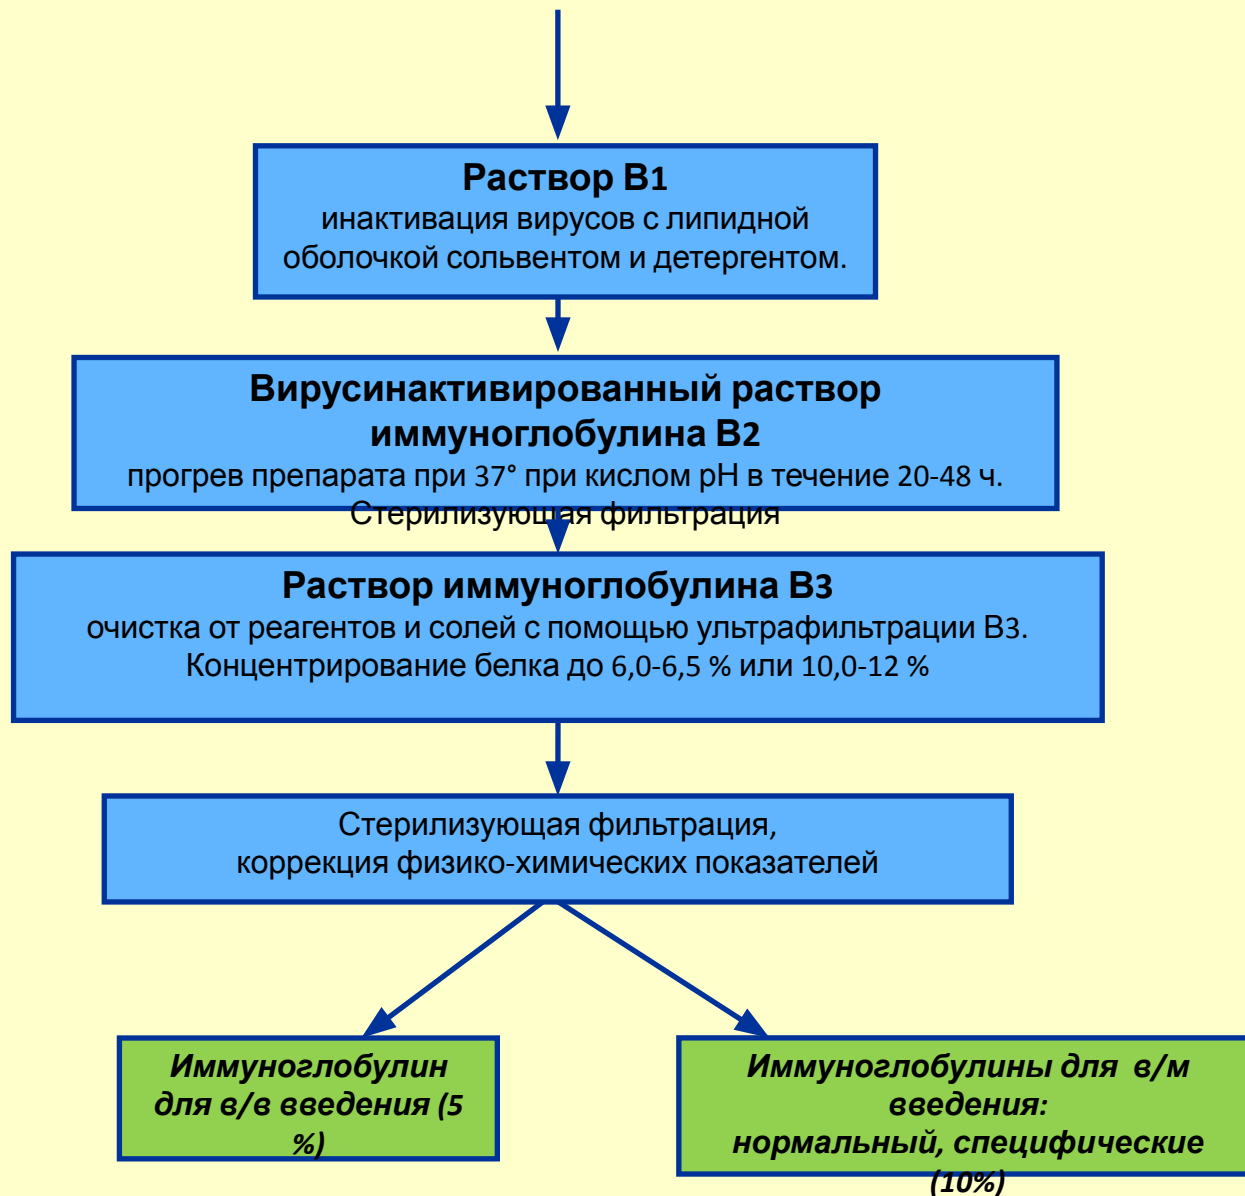 Раствор В1
инактивация вирусов с липидной
оболочкой сольвентом и детергентом.
Вирусинактивированный раствор
иммуноглобулина В2
прогрев препарата при 37° при кислом рН в течение 20-48 ч.
Стерилизующая фильтрация
Раствор иммуноглобулина В3
очистка от реагентов и солей с помощью ультрафильтрации В3.
Концентрирование белка до 6,0-6,5 % или 10,0-12 %
Стерилизующая фильтрация,
коррекция физико-химических показателей
Иммуноглобулин
для в/в введения (5
%)
Иммуноглобулины для в/м
введения:
нормальный, специфические
(10%)